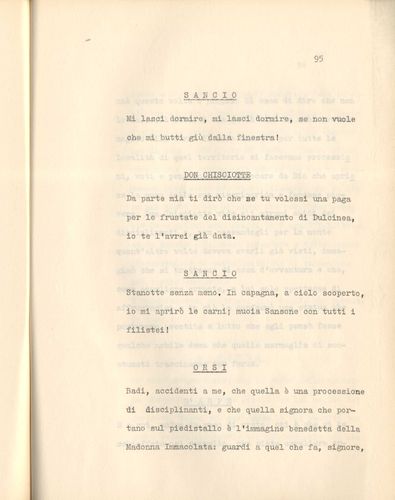 95
SANCIO
Mi lasci dormire, mi lasci dormire, se non vuole
che mi butti giù dalla finestra!
DON CHISCIOTTE
Da parte mia ti dirò che se tu volessi una paga
per le frustate del disincantamento di Dulcinea,
io te l'avrei già data.
SANCIO
Stanotte senza meno. In capagna, a cielo scoperto,
io mi aprirò le carni; muoia Sansone con tutti i
filistei!
ORSI
Badi, accidenti a me, che quella è una processione
di disciplinanti, e che quella signora che por-
tano sul piedistallo è l'immagine benedetta della
Madonna Immacolata: guardi a quel che fa, signore,